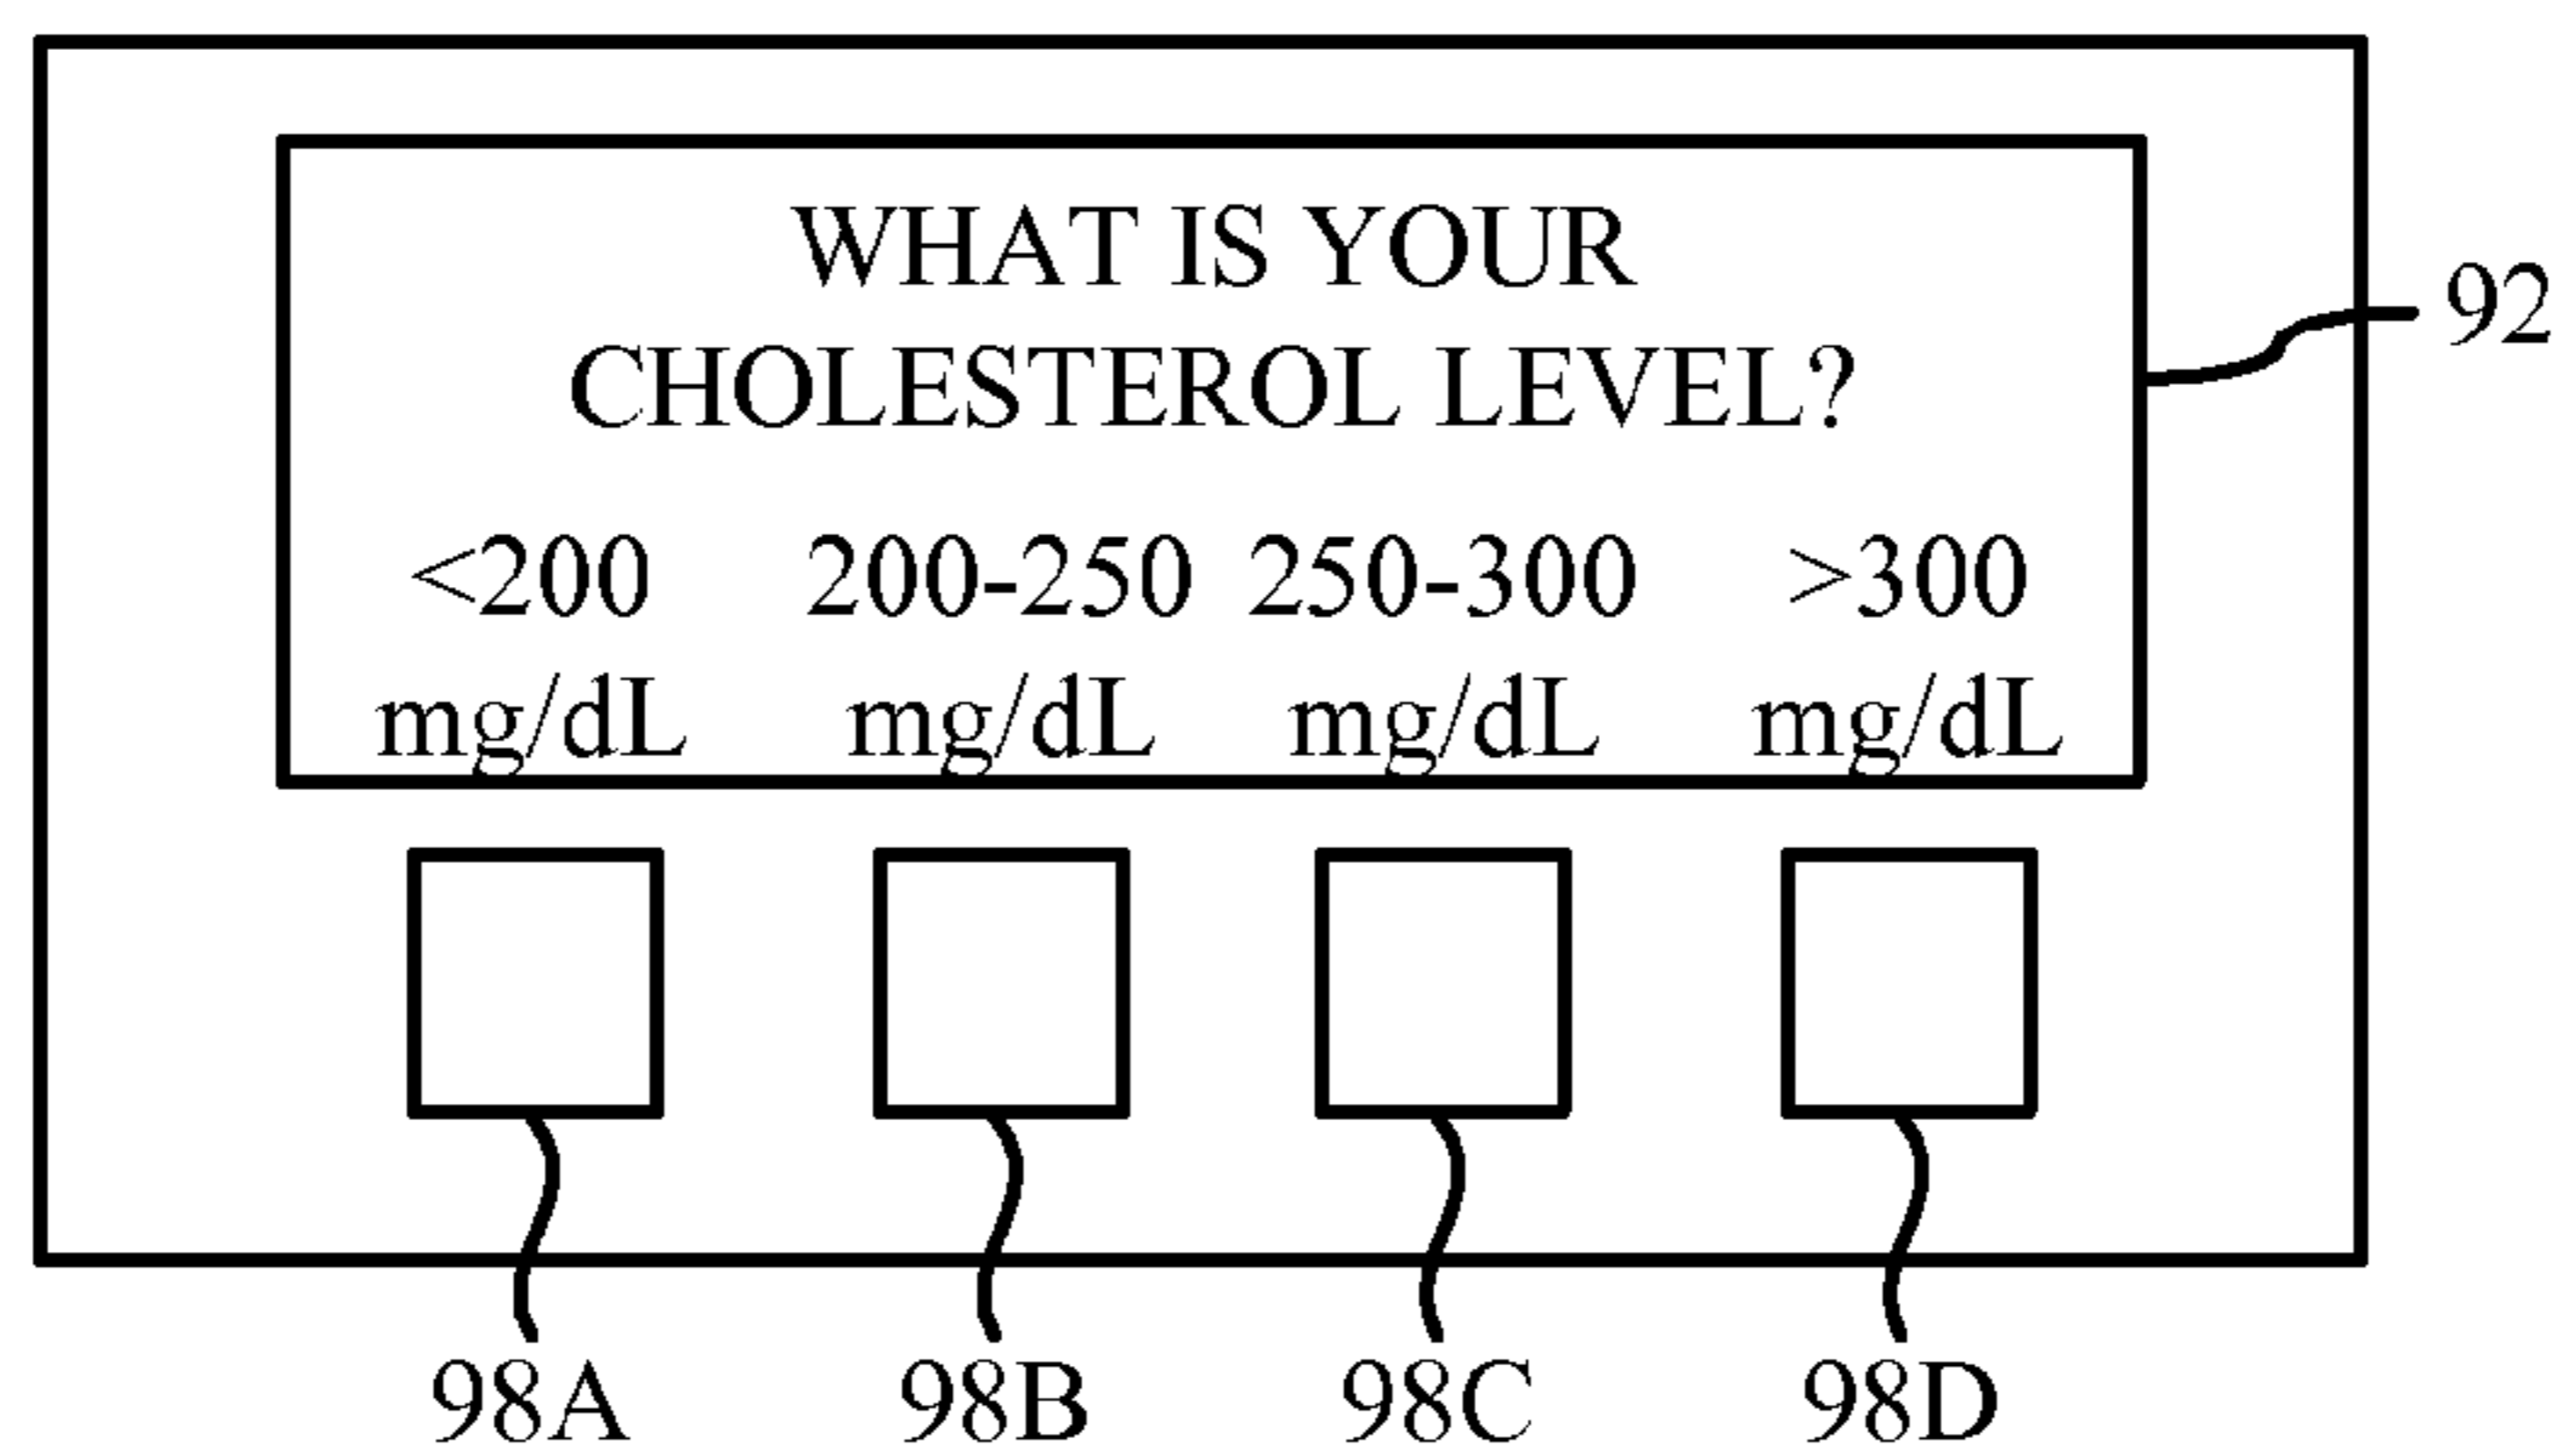 WHAT IS YOUR
CHOLESTEROL LEVEL?
<200 200-250 250-300 >300
mg/dL mg/dL mg/dL mg/dL
92
98A 98B 98C 98D